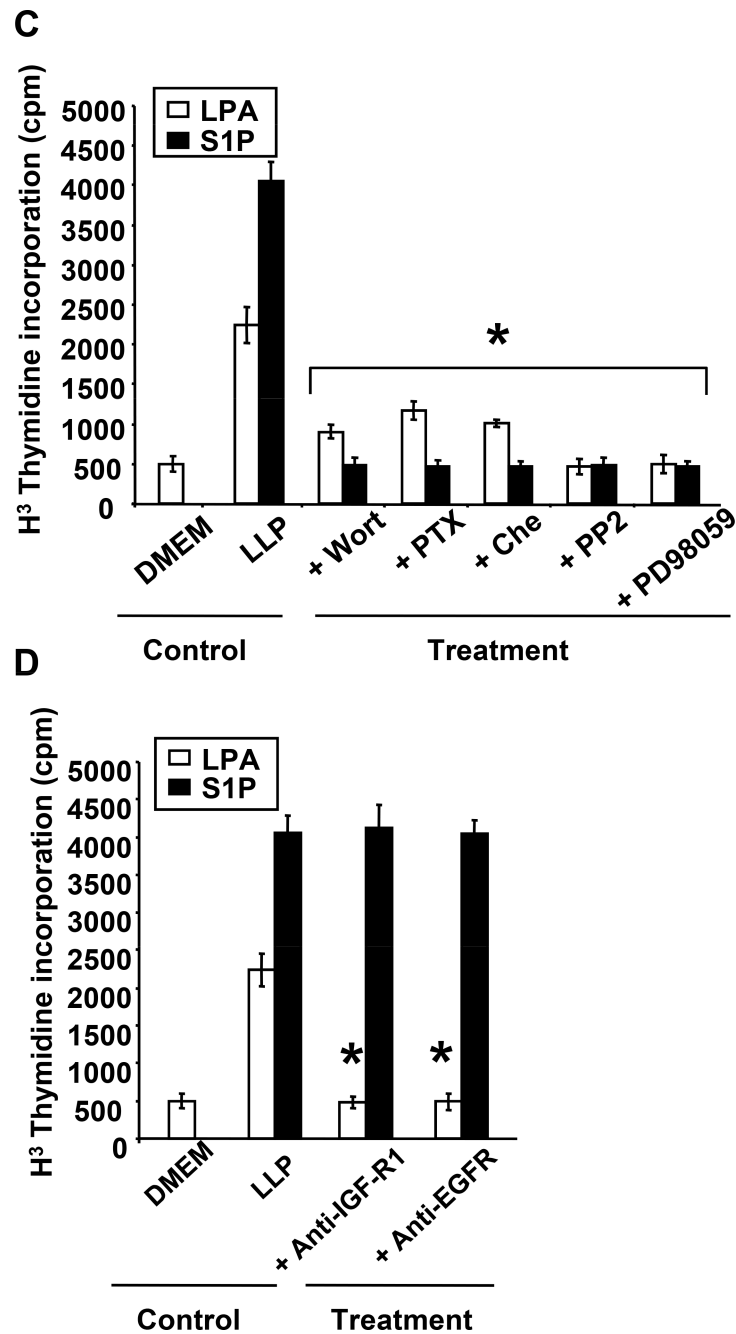 C
H³ Thymidine incorporation (cpm)
LPA
S1P
5000
4500
4000
3500
3000
2500
2000
1500
1000
500
0
*
DMEM
LLP
+ Wort
+ PTX
+ Che
+ PP2
+ PD98059
Control
Treatment
D
H³ Thymidine incorporation (cpm)
LPA
S1P
5000
4500
4000
3500
3000
2500
2000
1500
1000
500
0
*
*
DMEM
LLP
+ Anti-IGF-R1
+ Anti-EGFR
Control
Treatment